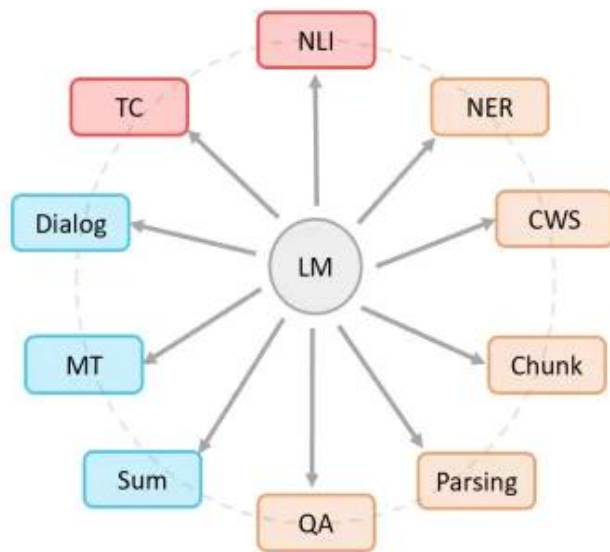 NLI
TC
NER
Dialog
CWS
LM
MT
Chunk
Sum
Parsing
QA